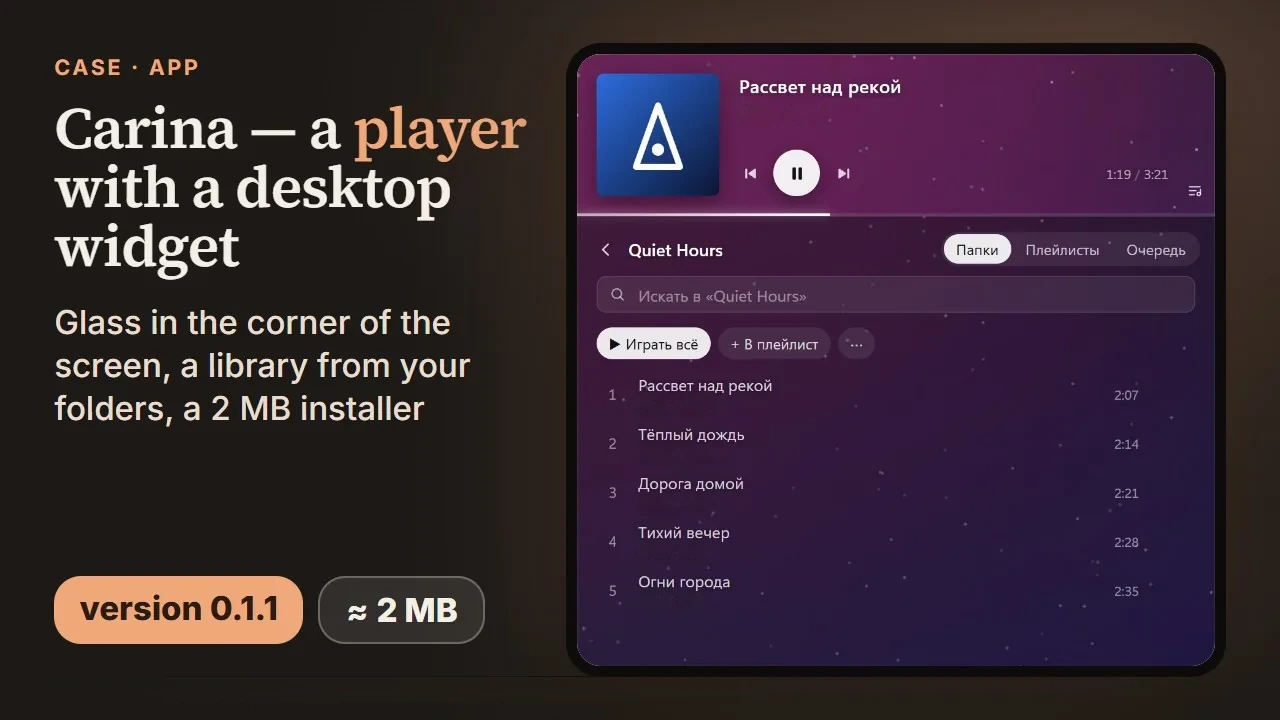 CASE · APP
Carina — a player
with a desktop
widget
Glass in the corner of the
screen, a library from your
folders, a 2 MB installer
version 0.1.1
≈ 2 MB
Рассвет над рекой
1:19 / 3:21
Quiet Hours
Папки
Плейлисты
Очередь
Искать в «Quiet Hours»
Играть всё
+ В плейлист
···
1 Рассвет над рекой 2:07
2 Тёплый дождь 2:14
3 Дорога домой 2:21
4 Тихий вечер 2:28
5 Огни города 2:35